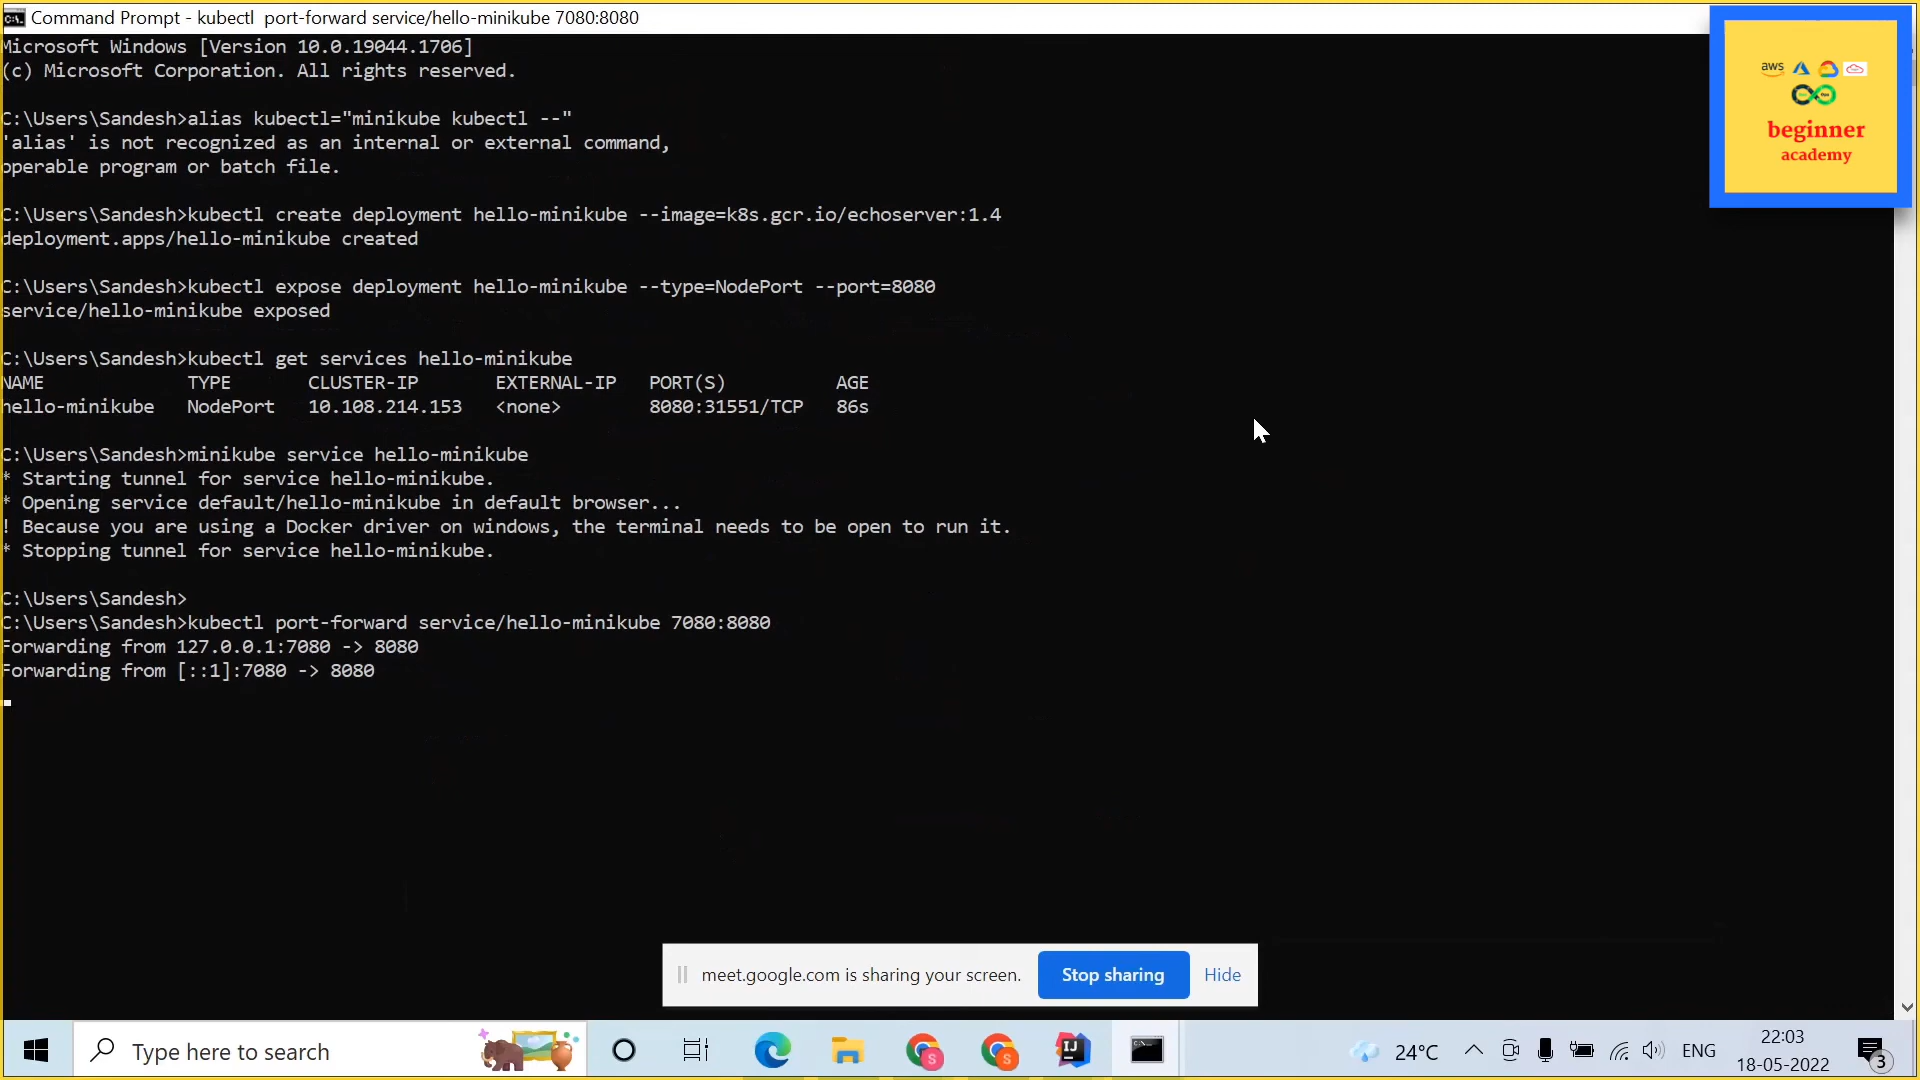 Command Prompt - kubectl  port-forward service/hello-minikube 7080:8080
Microsoft Windows [Version 10.0.19044.1706]
(c) Microsoft Corporation. All rights reserved.
C:\Users\Sandesh>alias kubectl="minikube kubectl --"
'alias' is not recognized as an internal or external command,
operable program or batch file.
C:\Users\Sandesh>kubectl create deployment hello-minikube --image=k8s.gcr.io/echoserver:1.4
deployment.apps/hello-minikube created
C:\Users\Sandesh>kubectl expose deployment hello-minikube --type=NodePort --port=8080
service/hello-minikube exposed
C:\Users\Sandesh>kubectl get services hello-minikube
NAME             TYPE       CLUSTER-IP       EXTERNAL-IP   PORT(S)          AGE
hello-minikube   NodePort   10.108.214.153   <none>        8080:31551/TCP   86s
C:\Users\Sandesh>minikube service hello-minikube
* Starting tunnel for service hello-minikube.
* Opening service default/hello-minikube in default browser...
! Because you are using a Docker driver on windows, the terminal needs to be open to run it.
* Stopping tunnel for service hello-minikube.
C:\Users\Sandesh>
C:\Users\Sandesh>kubectl port-forward service/hello-minikube 7080:8080
Forwarding from 127.0.0.1:7080 -> 8080
Forwarding from [::1]:7080 -> 8080
aws
beginner
academy
meet.google.com is sharing your screen.
Stop sharing
Hide
Type here to search
S
S
IJ
24°C
ENG
22:03
18-05-2022
3